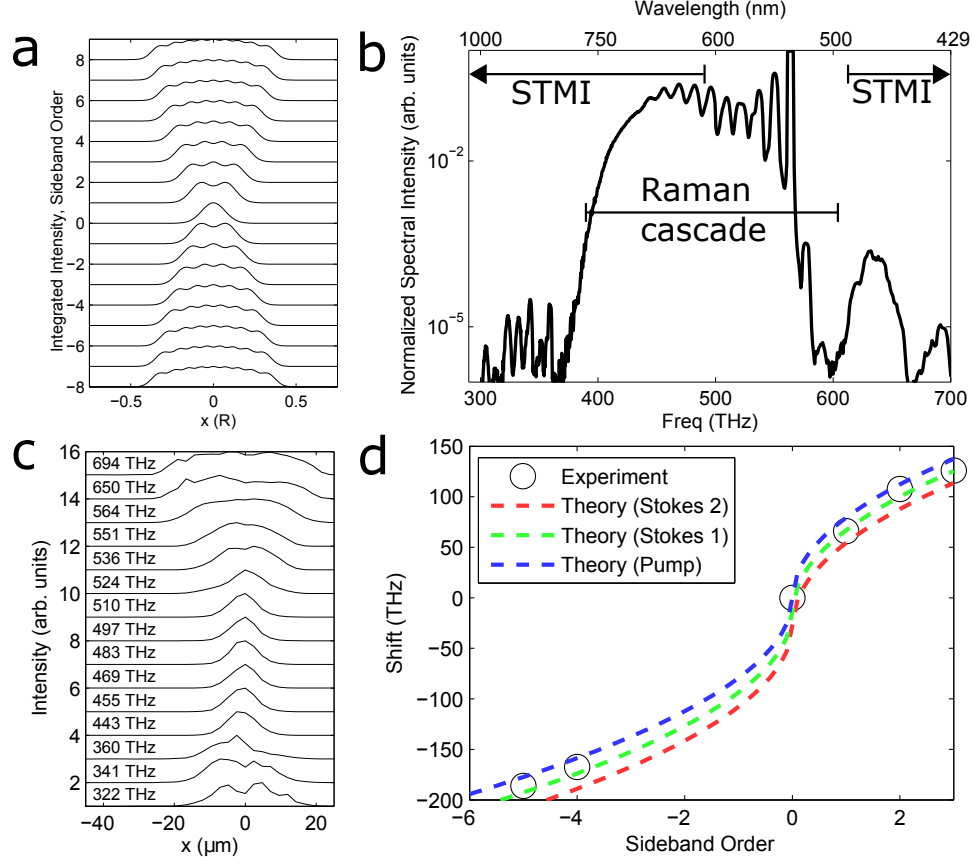 a
Integrated Intensity, Sideband Order
8
6
4
2
0
−2
−4
−6
−8
−0.5 0 0.5
x (R)
b
Wavelength (nm)
1000 750 600 500 429
STMI STMI
Raman
cascade
Normalized Spectral Intensity (arb. units)
10−2
10−5
300 400 500 600 700
Freq (THz)
c
Intensity (arb. units)
16
14
12
10
8
6
4
2
694 THz
650 THz
564 THz
551 THz
536 THz
524 THz
510 THz
497 THz
483 THz
469 THz
455 THz
443 THz
360 THz
341 THz
322 THz
−40 −20 0 20
x (μm)
d
Experiment
Theory (Stokes 2)
Theory (Stokes 1)
Theory (Pump)
Shift (THz)
150
100
50
0
−50
−100
−150
−200
−6 −4 −2 0 2
Sideband Order